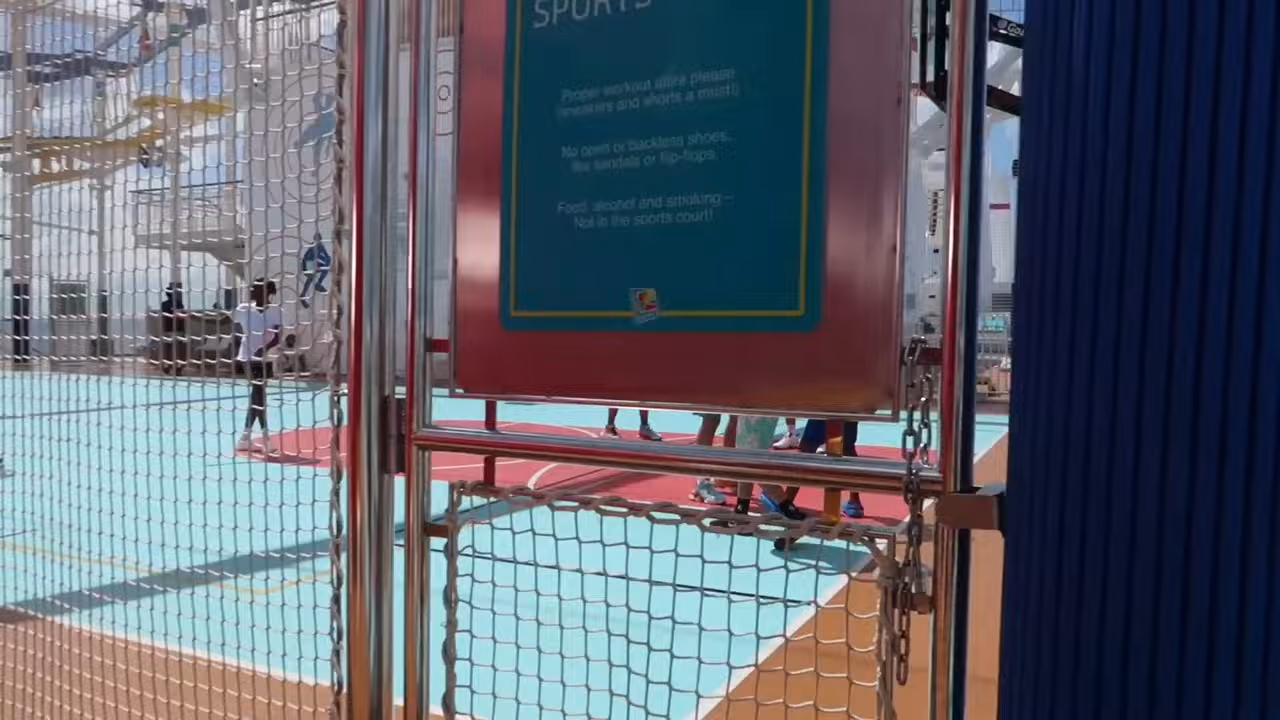 SPORTS
Proper workout attire please
(sneakers and shorts a must!)
No open or backless shoes,
like sandals or flip-flops.
Food, alcohol and smoking –
Not in the sports court!